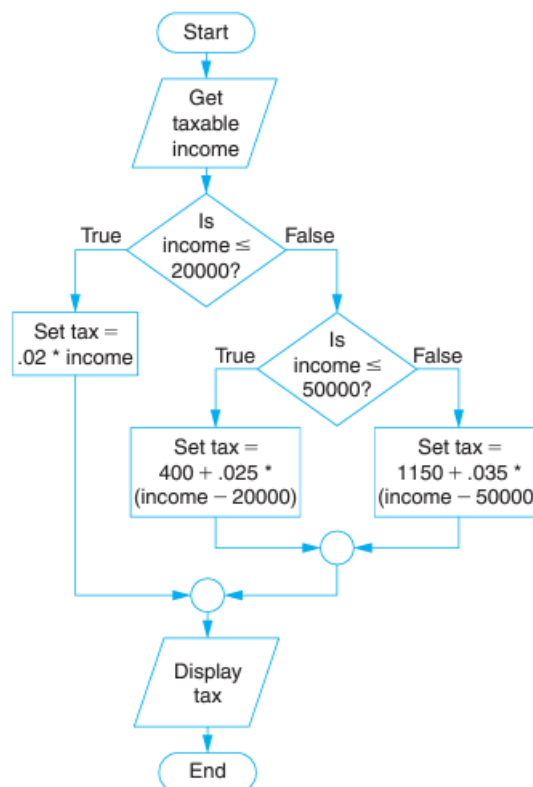 Start
Get
taxable
income
Is
income ≤
20000?
True
False
Set tax =
.02 * income
Is
income ≤
50000?
True
False
Set tax =
400 + .025 *
(income − 20000)
Set tax =
1150 + .035 *
(income − 50000
Display
tax
End